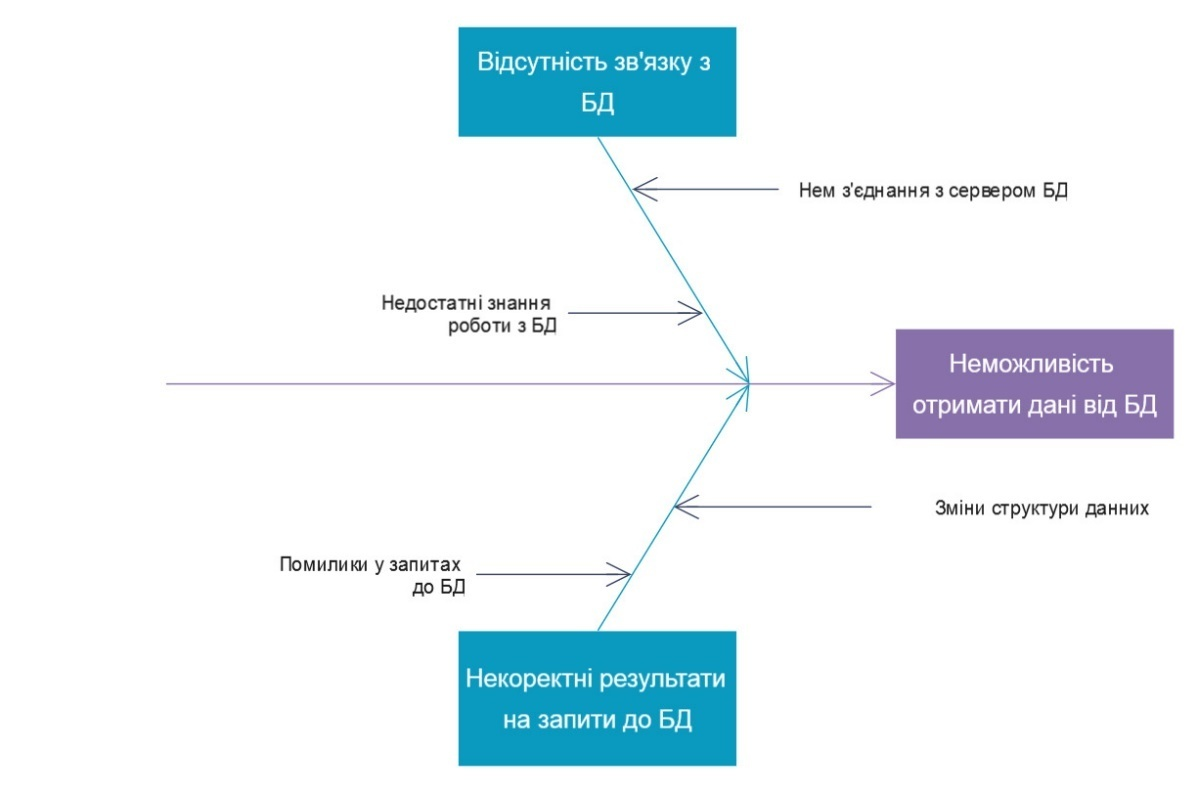 Відсутність зв'язку з
БД
Нем з'єднання з сервером БД
Недостатні знання
роботи з БД
Неможливість
отримати дані від БД
Зміни структури данних
Помилики у запитах
до БД
Некоректні результати
на запити до БД